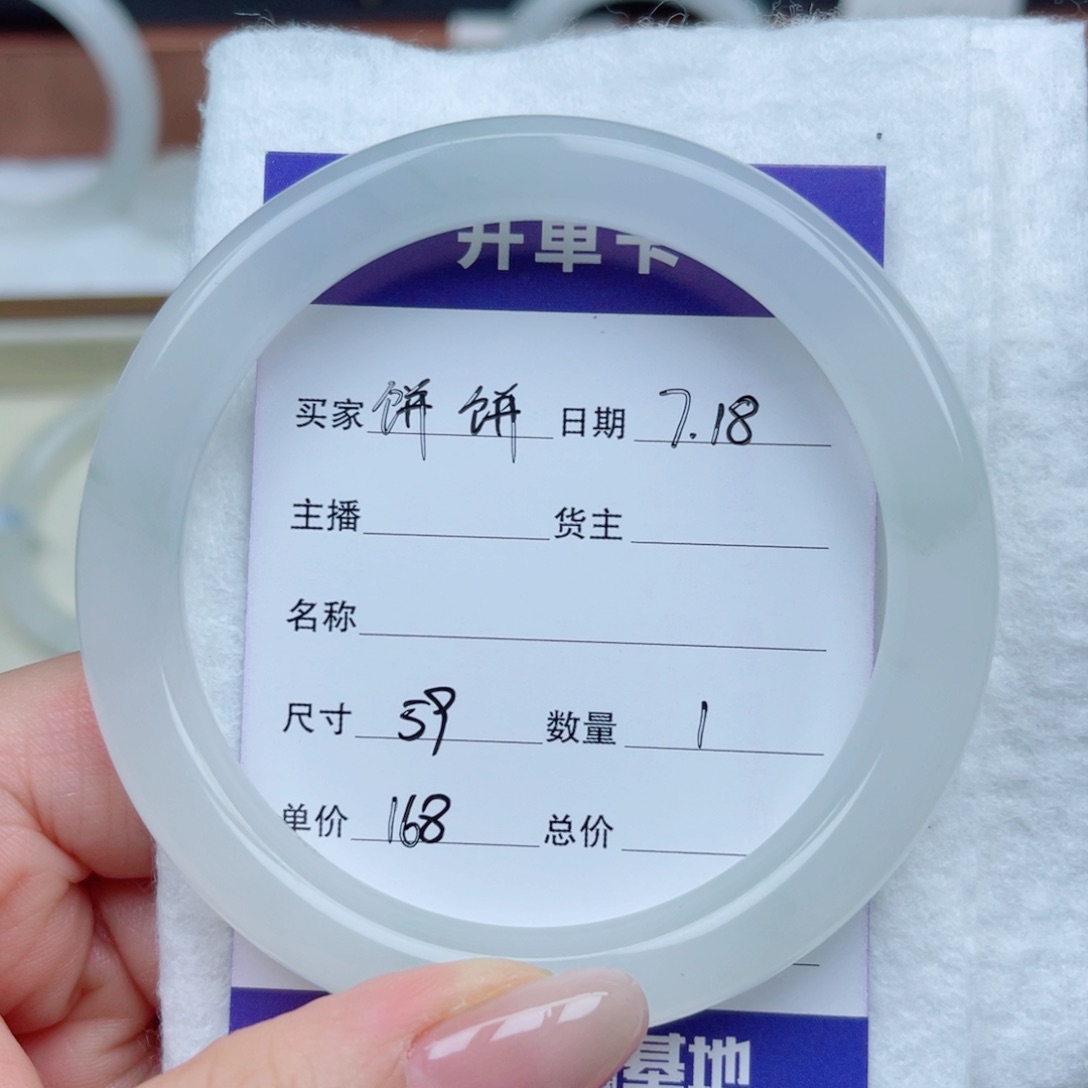 开单卡
买家 饼饼 日期 7.18
主播 货主
名称
尺寸 59 数量 1
单价 168 总价
基地